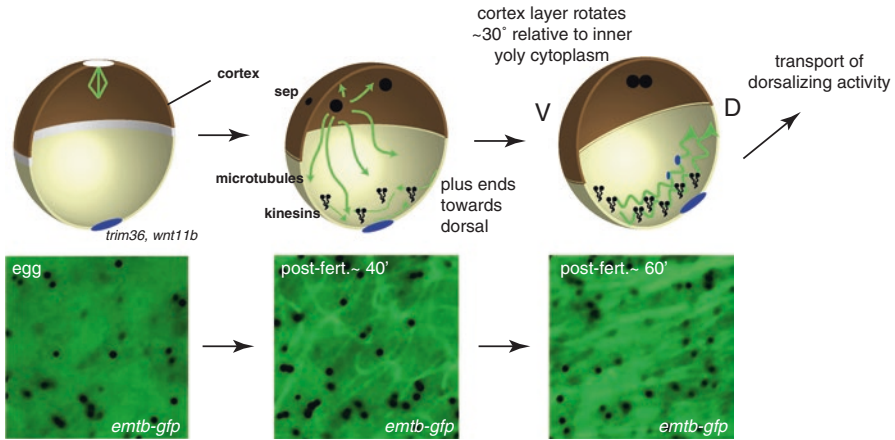 cortex layer rotates
~30° relative to inner
yoly cytoplasm
transport of
dorsalizing activity
cortex
sep
V
D
microtubules
kinesins
plus ends
towards
dorsal
trim36, wnt11b
egg
post-fert.~ 40'
post-fert.~ 60'
emtb-gfp
emtb-gfp
emtb-gfp